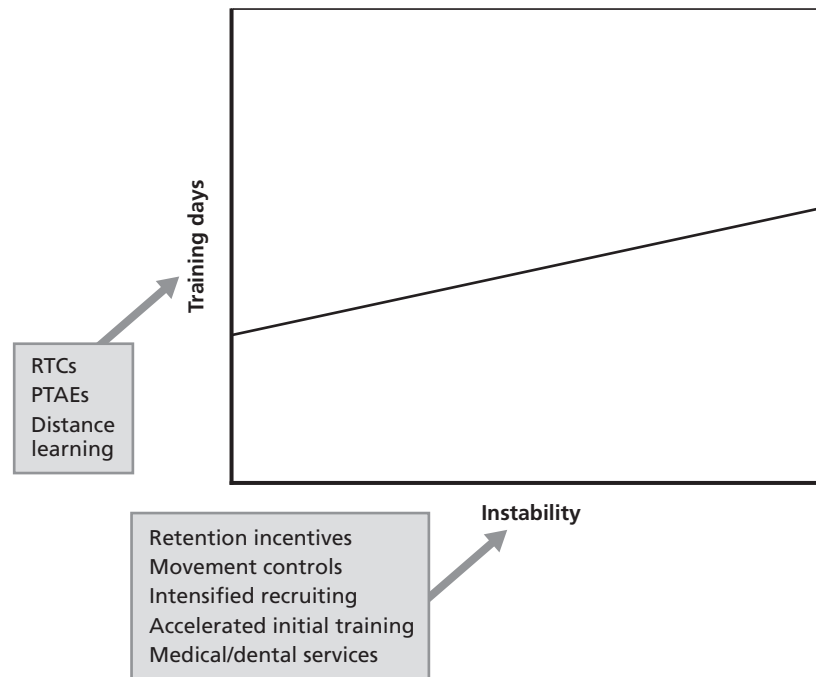 Training days
RTCs
PTAEs
Distance
learning
Instability
Retention incentives
Movement controls
Intensified recruiting
Accelerated initial training
Medical/dental services